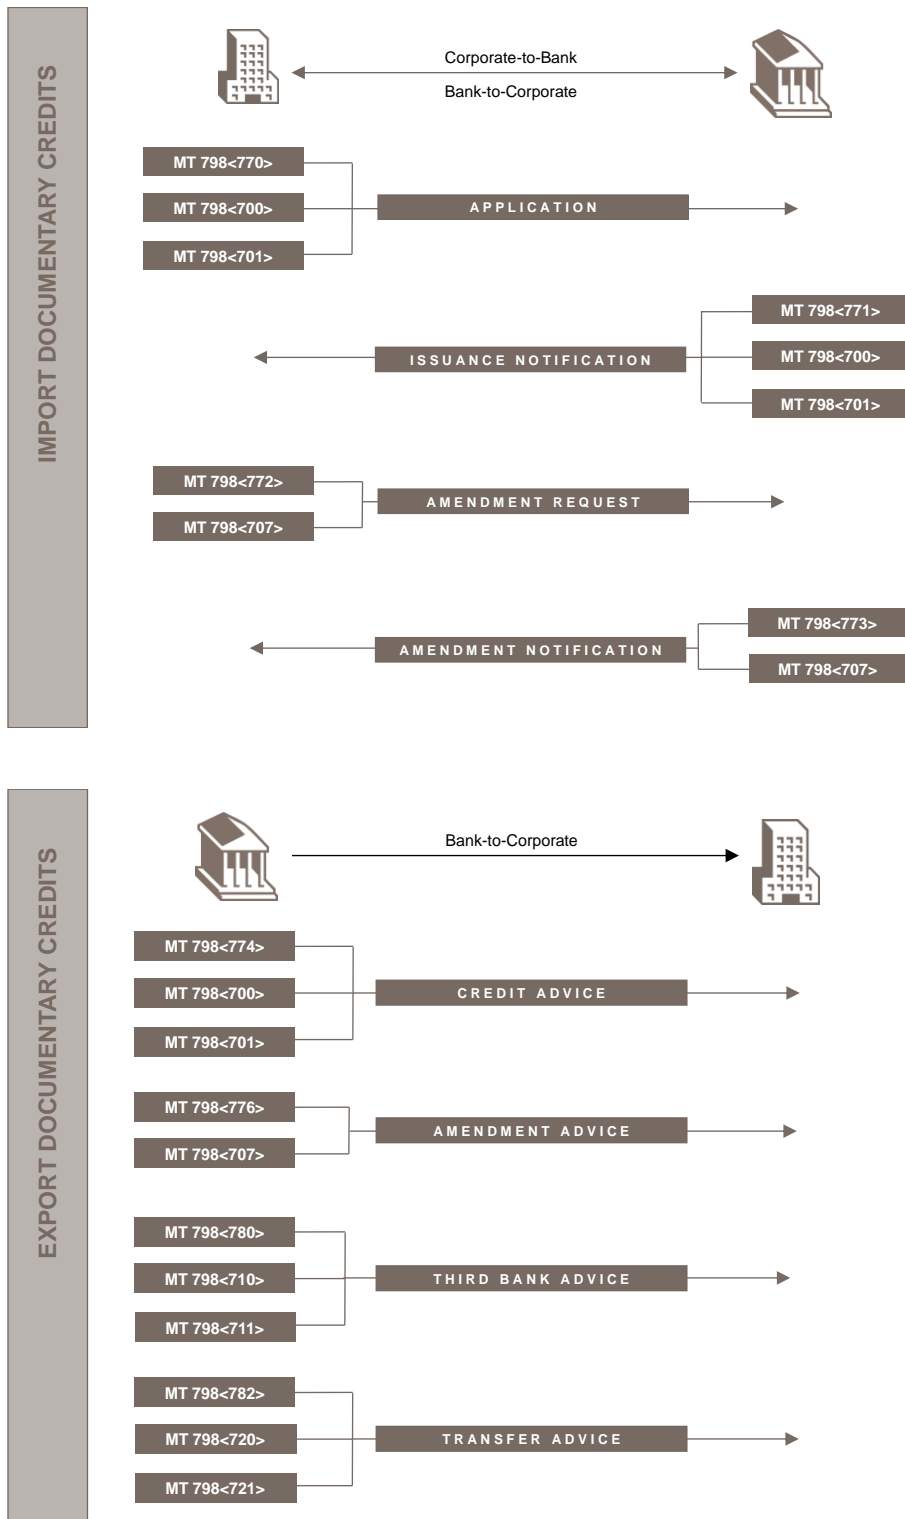 IMPORT DOCUMENTARY CREDITS
Corporate-to-Bank
Bank-to-Corporate
MT 798<770>
MT 798<700>
MT 798<701>
APPLICATION
MT 798<771>
MT 798<700>
MT 798<701>
ISSUANCE NOTIFICATION
MT 798<772>
MT 798<707>
AMENDMENT REQUEST
MT 798<773>
MT 798<707>
AMENDMENT NOTIFICATION
EXPORT DOCUMENTARY CREDITS
Bank-to-Corporate
MT 798<774>
MT 798<700>
MT 798<701>
CREDIT ADVICE
MT 798<776>
MT 798<707>
AMENDMENT ADVICE
MT 798<780>
MT 798<710>
MT 798<711>
THIRD BANK ADVICE
MT 798<782>
MT 798<720>
MT 798<721>
TRANSFER ADVICE